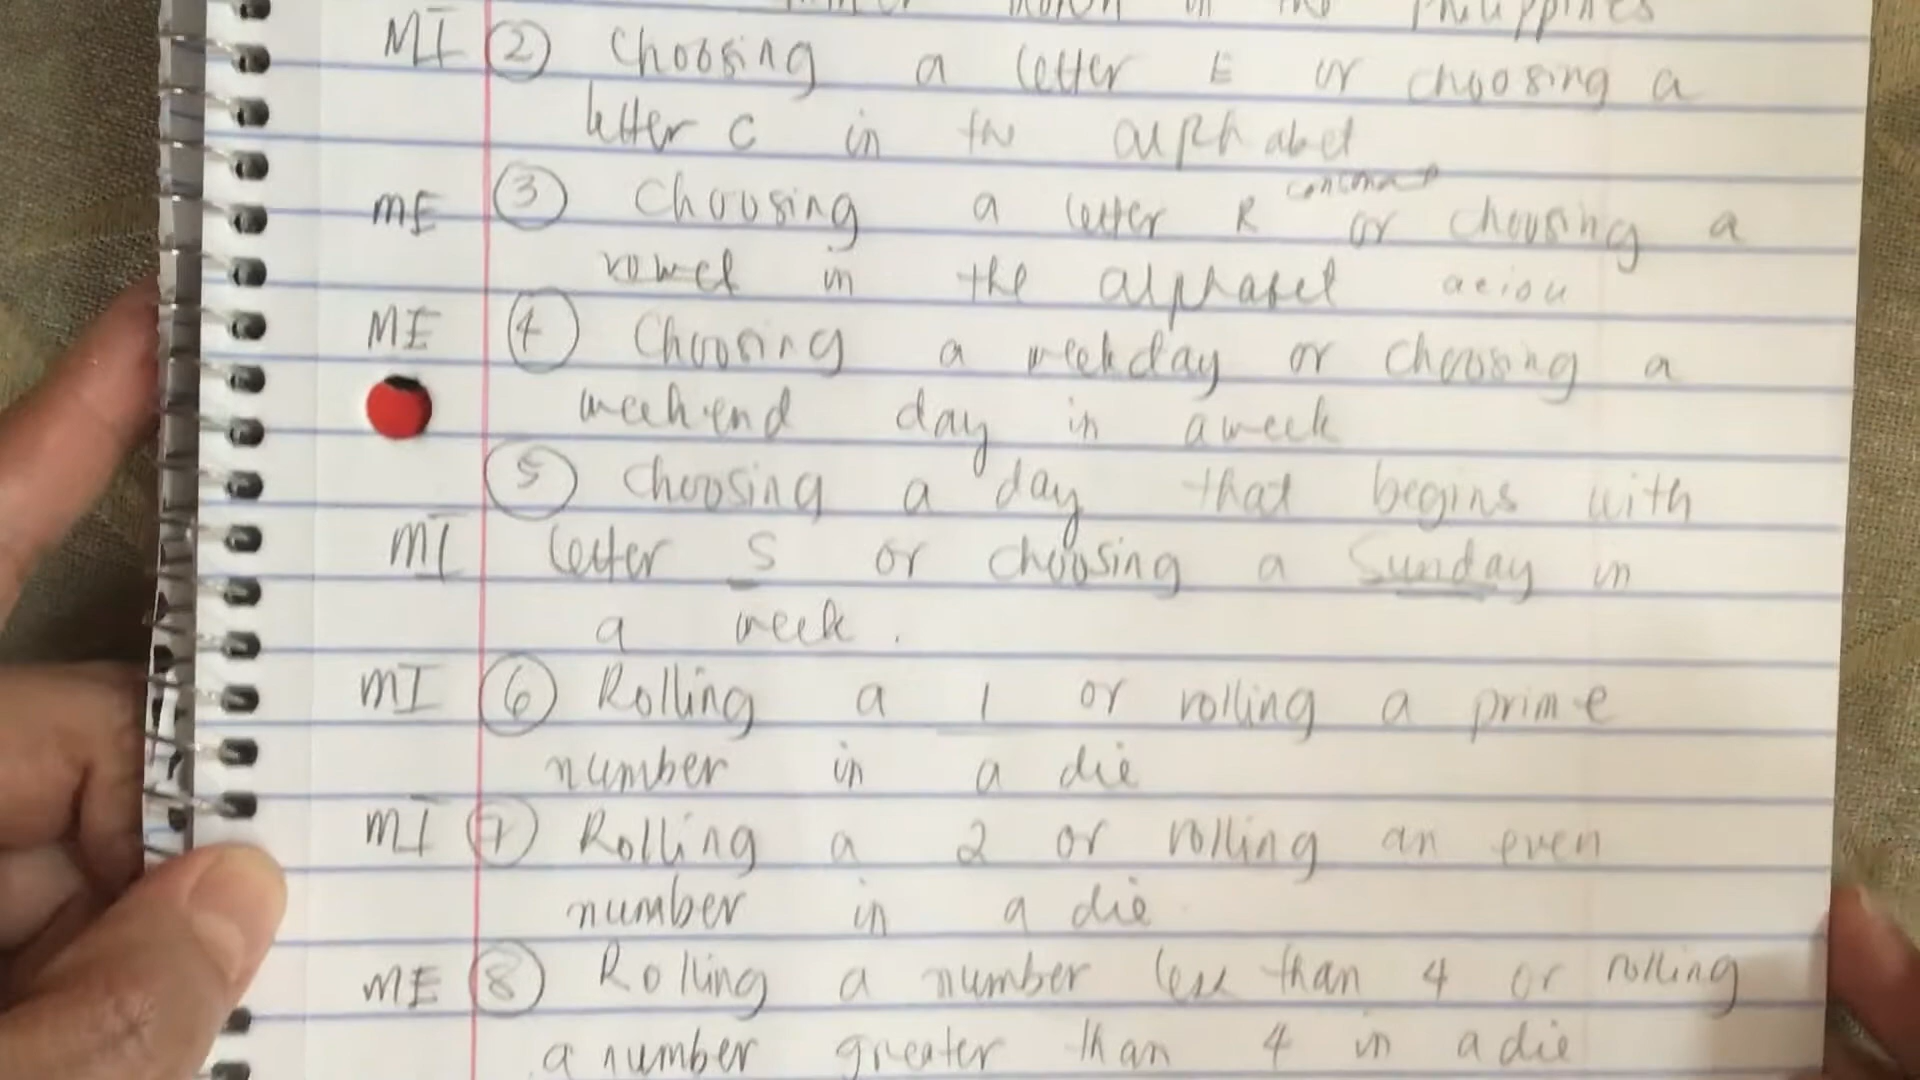 in the Philippines
MI ② Choosing a letter E or choosing a
letter C in the alphabet
consonant
ME ③ Choosing a letter R or choosing a
vowel in the alphabet aeiou
ME ④ Choosing a weekday or choosing a
weekend day in a week
⑤ Choosing a day that begins with
MI letter S or choosing a Sunday in
a week.
MI ⑥ Rolling a 1 or rolling a prime
number in a die
MI ⑦ Rolling a 2 or rolling an even
number in a die
ME ⑧ Rolling a number less than 4 or rolling
a number greater than 4 in a die